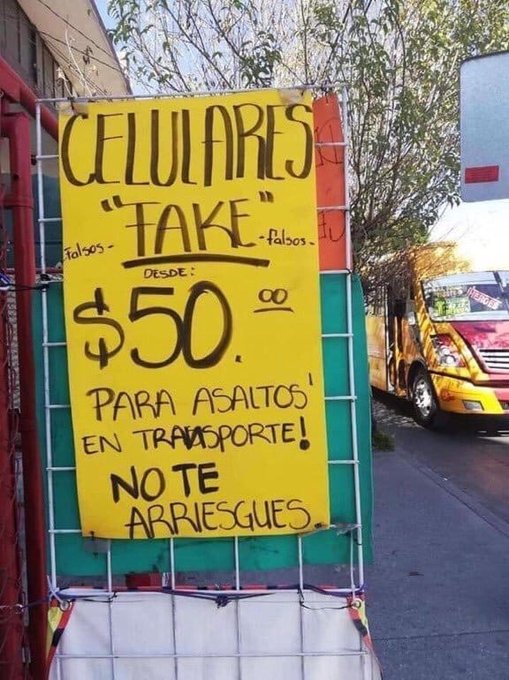 CELULARES
"FAKE"
Falsos- -falsos-
DESDE:
$50.00
PARA ASALTOS
EN TRANSPORTE!
NO TE
ARRIESGUES